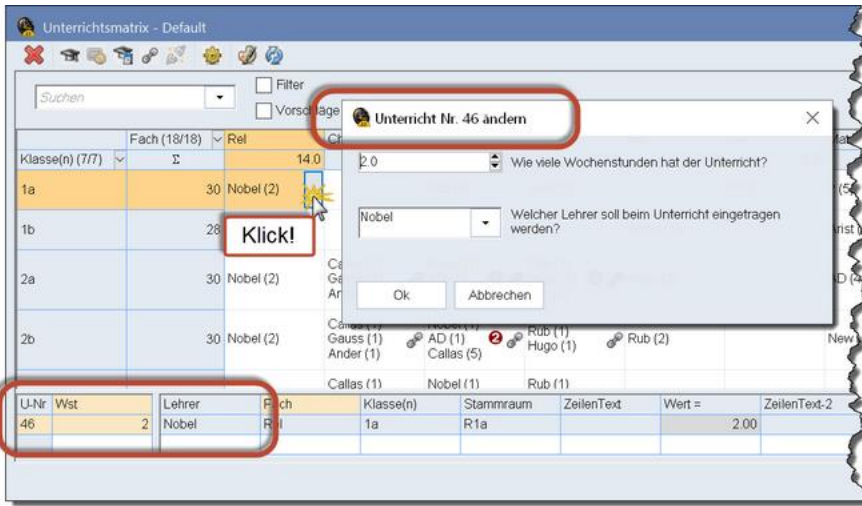 Unterrichtsmatrix - Default
Suchen
Filter
Vorschläge
Unterricht Nr. 46 ändern
2.0 Wie viele Wochenstunden hat der Unterricht?
Nobel Welcher Lehrer soll beim Unterricht eingetragen
werden?
Ok Abbrechen
Fach (18/18) Rel
Klasse(n) (7/7) Σ 14.0
1a 30 Nobel (2)
Klick!
1b 28
2a 30 Nobel (2)
2b 30 Nobel (2)
Callas (1) Nobel (1) Rub (1)
Gauss (1) AD (1) 2 Hugo (1) Rub (2) New
Ander (1) Callas (5)
Callas (1) Nobel (1) Rub (1)
U-Nr Wst Lehrer Fach Klasse(n) Stammraum ZeilenText Wert = ZeilenText-2
46 2 Nobel Rel 1a R1a 2.00